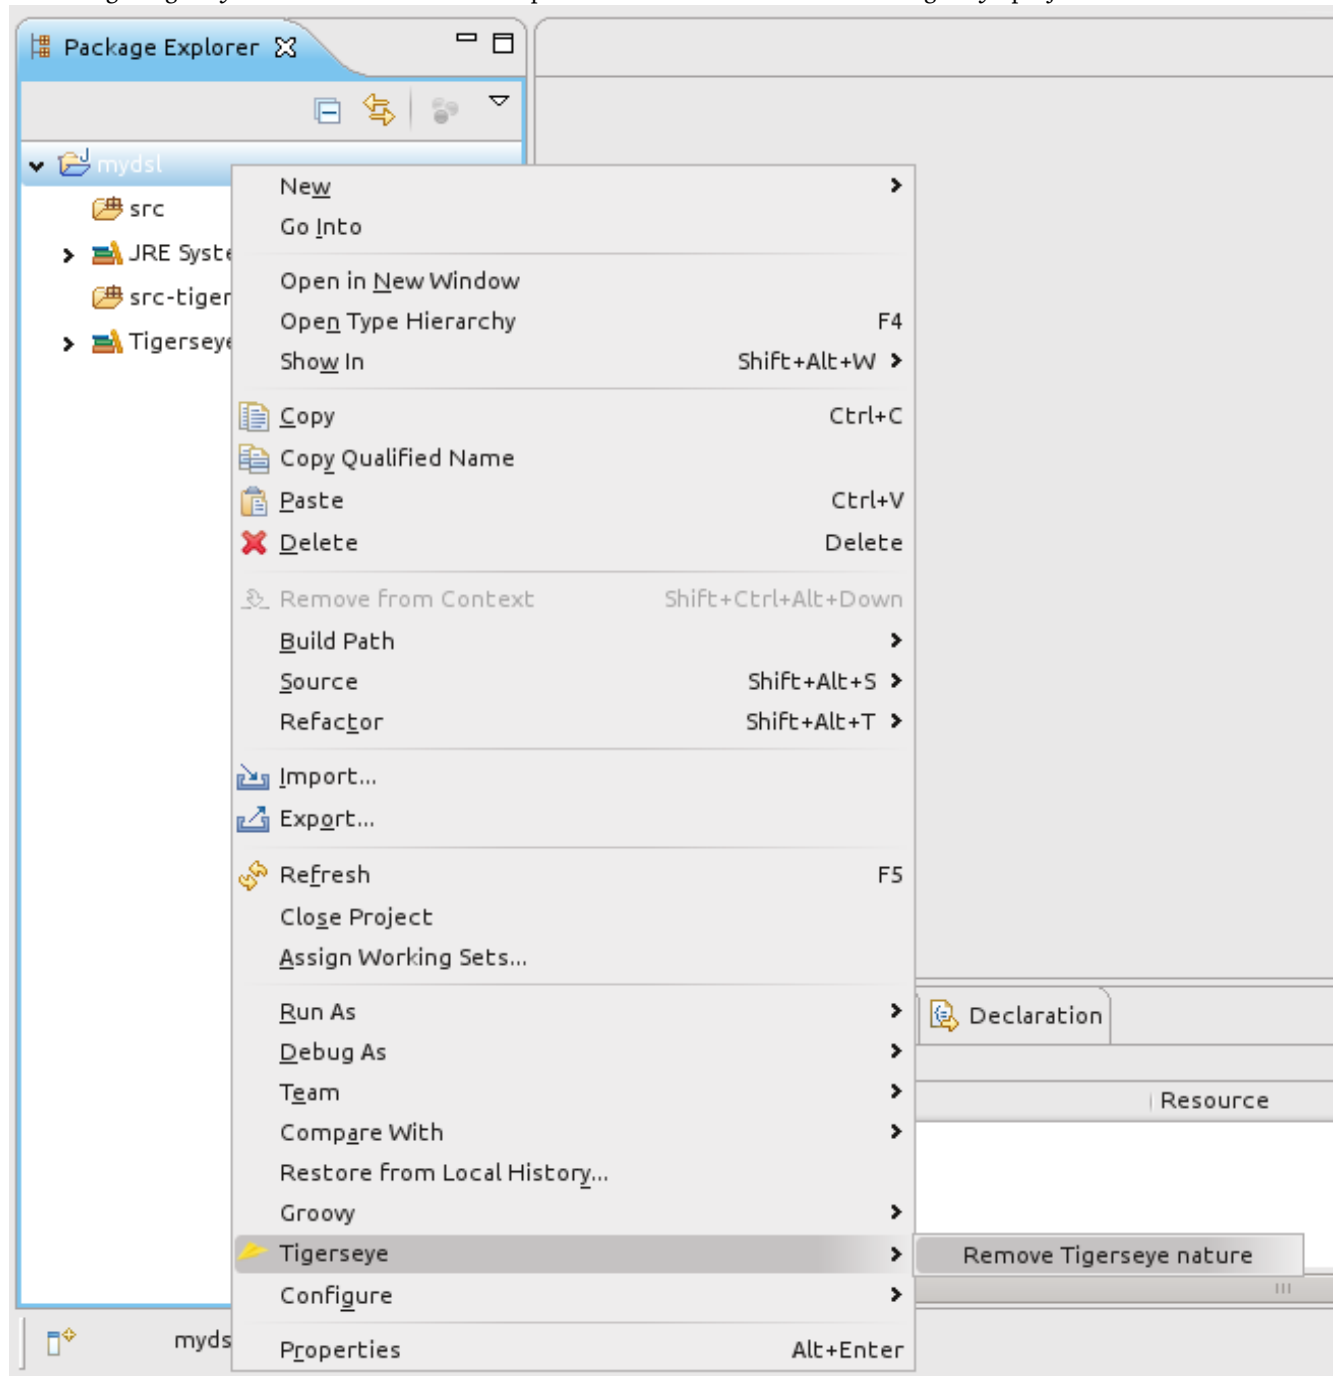 Package Explorer
mydsl
src
JRE Syste
src-tiger
Tigerseye
New
Go Into
Open in New Window
Open Type Hierarchy F4
Show In Shift+Alt+W
Copy Ctrl+C
Copy Qualified Name
Paste Ctrl+V
Delete Delete
Remove from Context Shift+Ctrl+Alt+Down
Build Path
Source Shift+Alt+S
Refactor Shift+Alt+T
Import...
Export...
Refresh F5
Close Project
Assign Working Sets...
Run As
Debug As
Team
Compare With
Restore from Local History...
Groovy
Tigerseye
Remove Tigerseye nature
Configure
Properties Alt+Enter
Declaration
Resource
myds